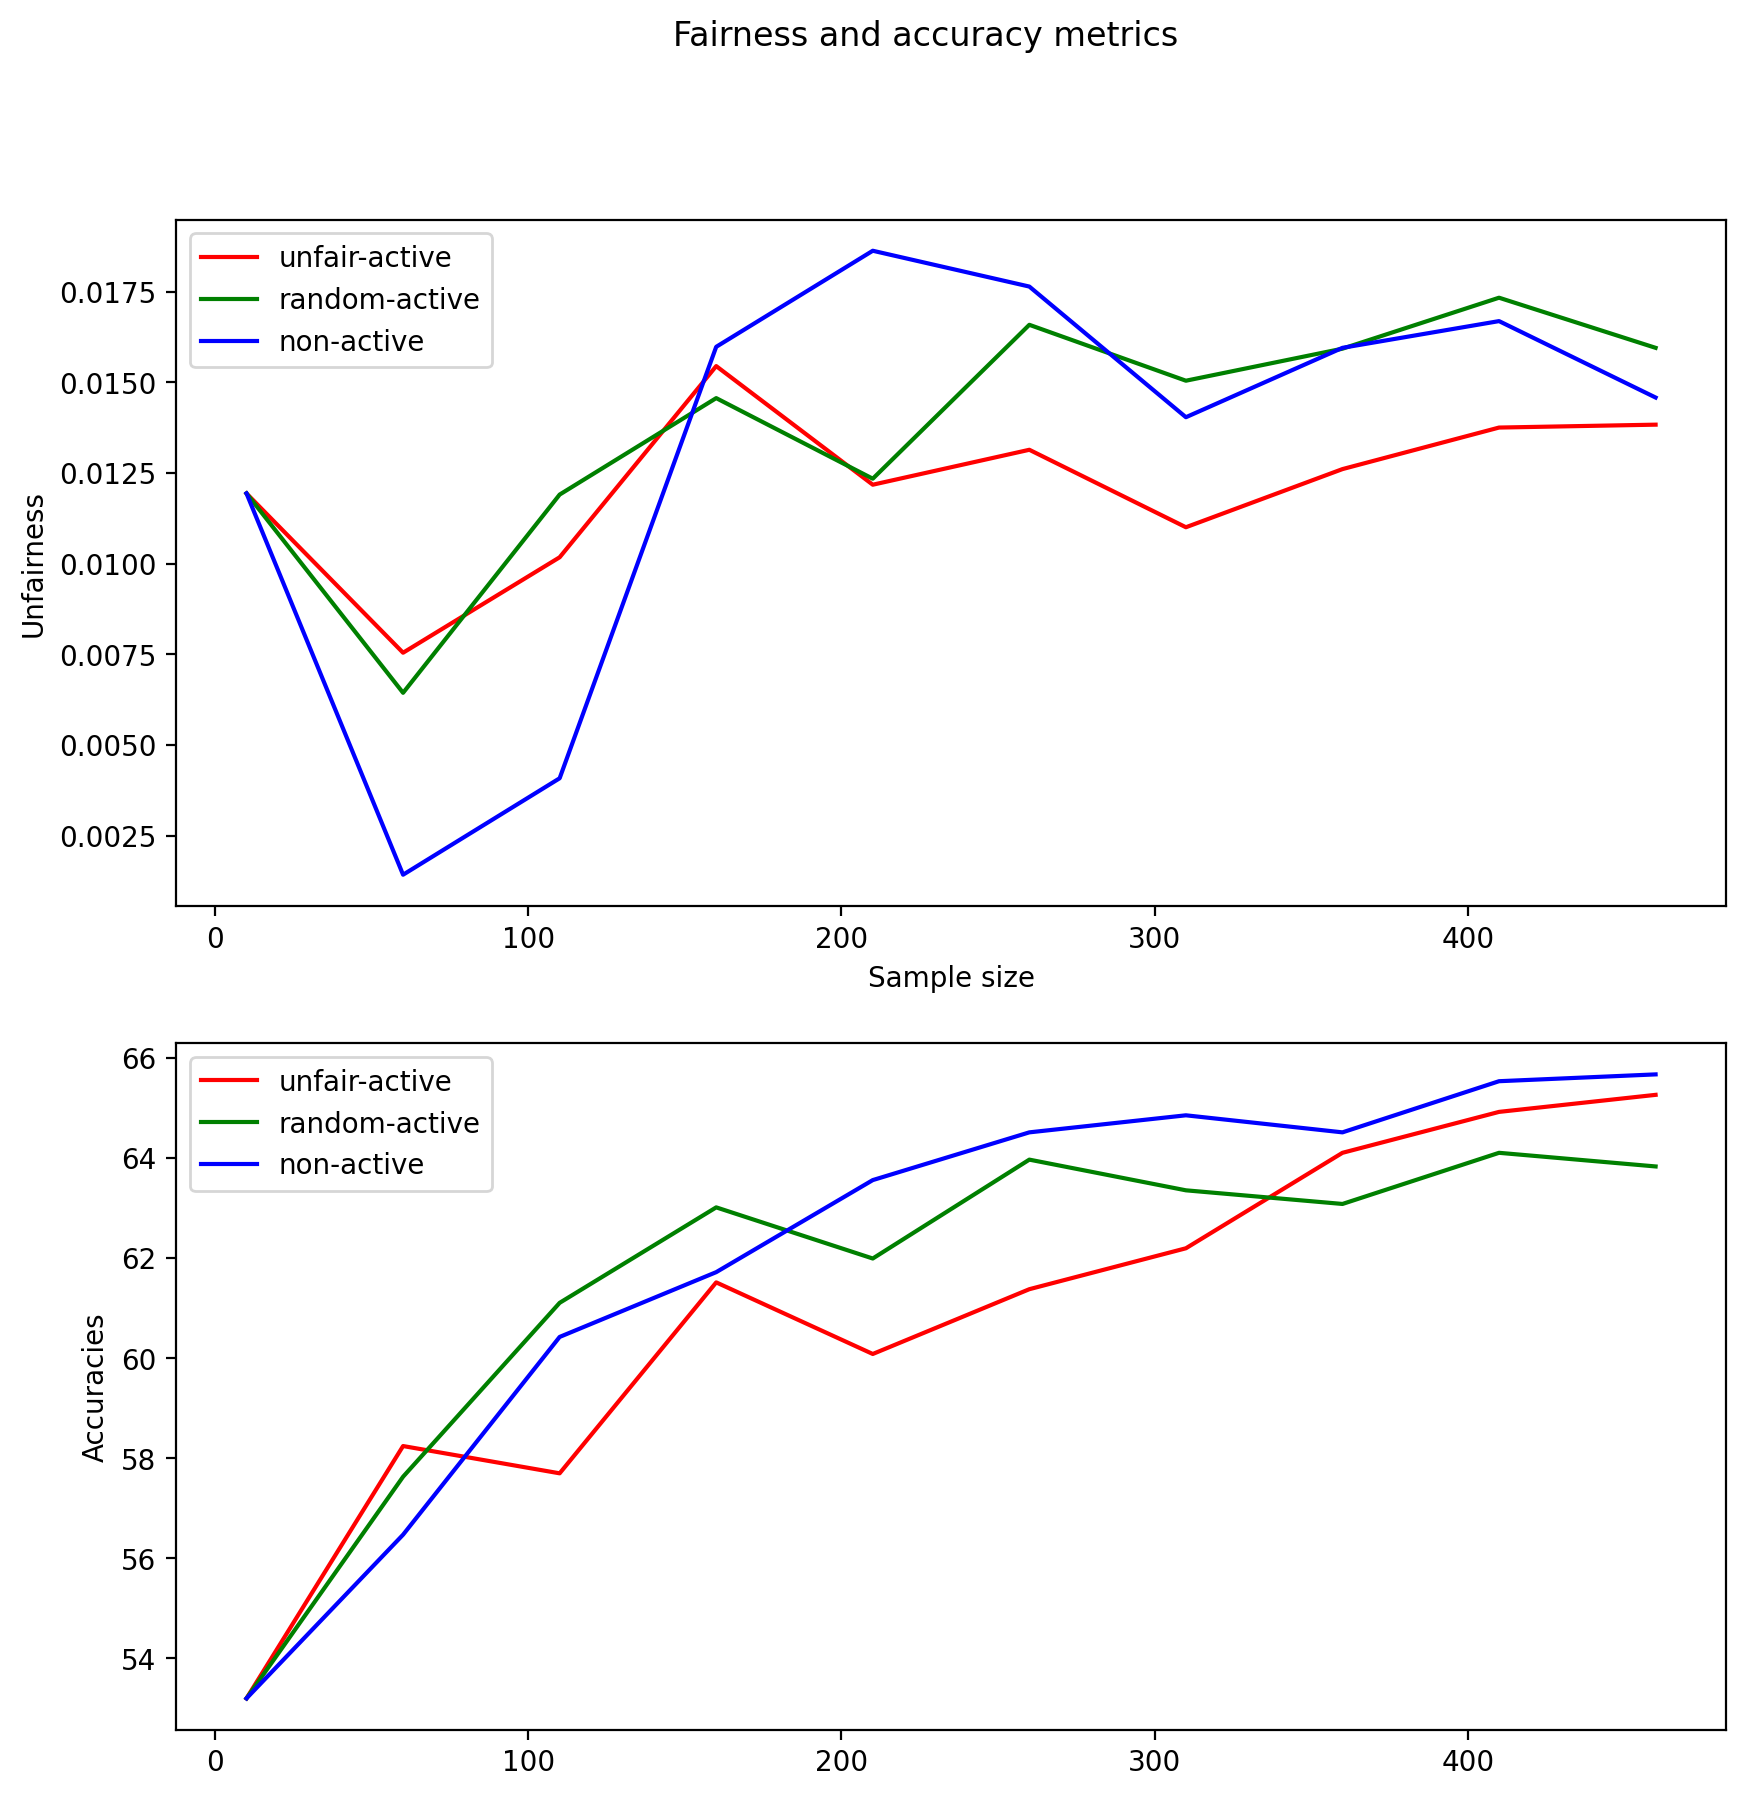 Fairness and accuracy metrics
unfair-active
random-active
non-active
0.0175
0.0150
0.0125
0.0100
0.0075
0.0050
0.0025
Unfairness
0 100 200 300 400
Sample size
unfair-active
random-active
non-active
66
64
62
60
58
56
54
Accuracies
0 100 200 300 400